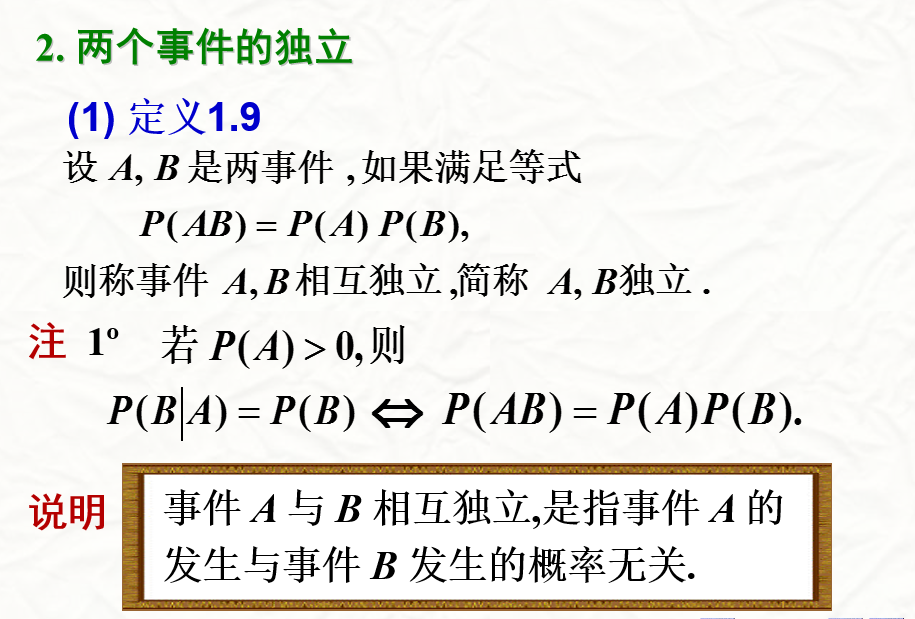 2. 两个事件的独立
(1) 定义1.9
设 A, B 是两事件 , 如果满足等式
P( AB) = P( A) P( B),
则称事件 A, B 相互独立 ,简称 A, B独立 .
注 1º 若 P( A) > 0, 则
P( B | A) = P( B) ⇔ P( AB) = P( A)P( B).
说明 事件 A 与 B 相互独立,是指事件 A 的
发生与事件 B 发生的概率无关.